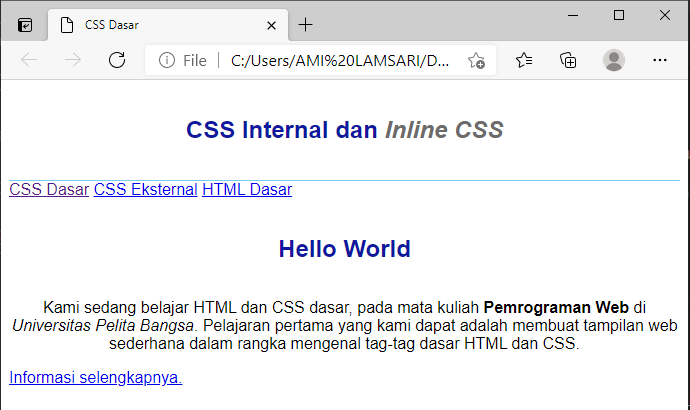 CSS Dasar
File
C:/Users/AMI%20LAMSARI/D...
CSS Internal dan Inline CSS
CSS Dasar CSS Eksternal HTML Dasar
Hello World
Kami sedang belajar HTML dan CSS dasar, pada mata kuliah Pemrograman Web di
Universitas Pelita Bangsa. Pelajaran pertama yang kami dapat adalah membuat tampilan web
sederhana dalam rangka mengenal tag-tag dasar HTML dan CSS.
Informasi selengkapnya.